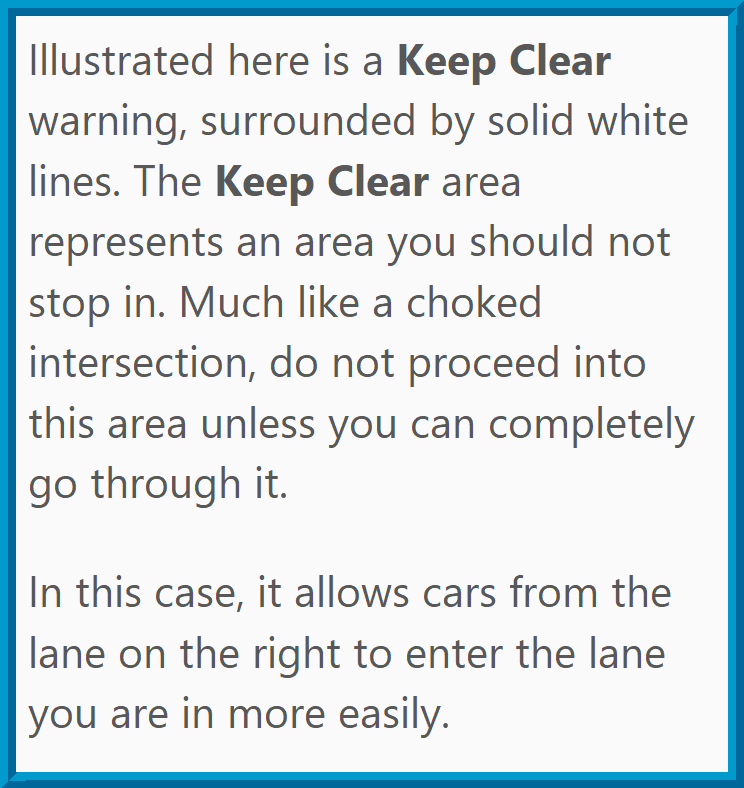 Illustrated here is a Keep Clear
warning, surrounded by solid white
lines. The Keep Clear area
represents an area you should not
stop in. Much like a choked
intersection, do not proceed into
this area unless you can completely
go through it.
In this case, it allows cars from the
lane on the right to enter the lane
you are in more easily.